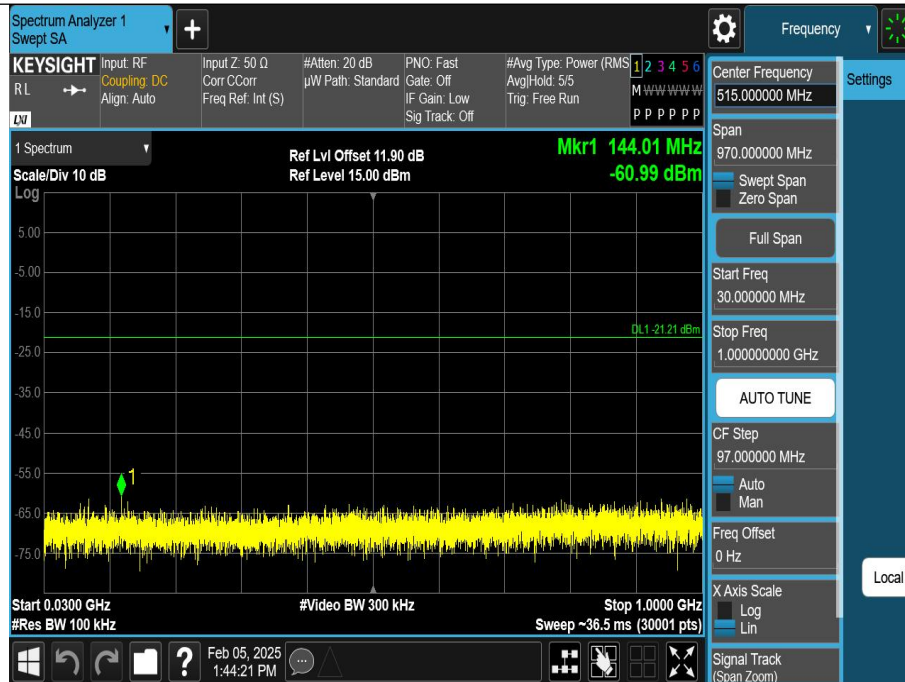 Spectrum Analyzer 1
Swept SA
+
Frequency
KEYSIGHT
RL
LXI
Input: RF
Coupling: DC
Align: Auto
Input Z: 50 Ω
Corr CCorr
Freq Ref: Int (S)
#Atten: 20 dB
µW Path: Standard
PNO: Fast
Gate: Off
IF Gain: Low
Sig Track: Off
#Avg Type: Power (RMS
Avg|Hold: 5/5
Trig: Free Run
1 2 3 4 5 6
M W W W W W
P P P P P P
Center Frequency
515.000000 MHz
Settings
Span
970.000000 MHz
Swept Span
Zero Span
Full Span
Start Freq
30.000000 MHz
Stop Freq
1.000000000 GHz
AUTO TUNE
CF Step
97.000000 MHz
Auto
Man
Freq Offset
0 Hz
X Axis Scale
Log
Lin
Signal Track
(Span Zoom)
Local
1 Spectrum
Scale/Div 10 dB
Log
Ref Lvl Offset 11.90 dB
Ref Level 15.00 dBm
Mkr1 144.01 MHz
-60.99 dBm
5.00
-5.00
-15.0
DL1 -21.21 dBm
-25.0
-35.0
-45.0
-55.0
1
-65.0
-75.0
Start 0.0300 GHz
#Res BW 100 kHz
#Video BW 300 kHz
Stop 1.0000 GHz
Sweep ~36.5 ms (30001 pts)
?
Feb 05, 2025
1:44:21 PM